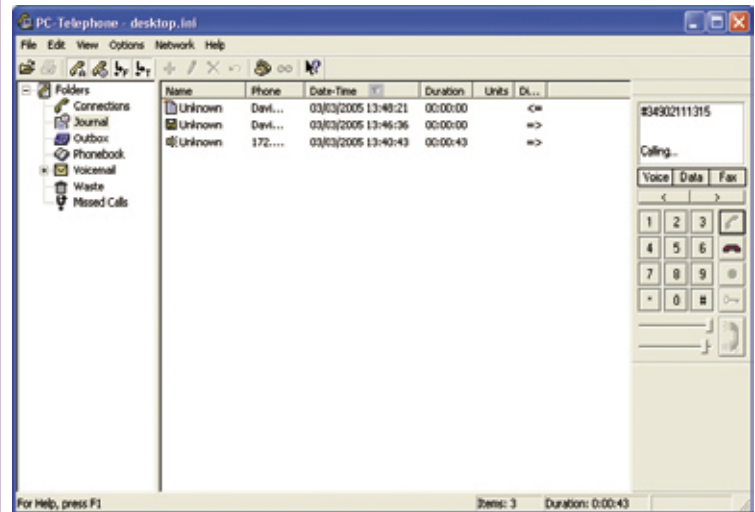 PC-Telephone - desktop.ini
File Edit View Options Network Help
Folders
Connections
Journal
Outbox
Phonebook
Voicemail
Waste
Missed Calls
Name Phone Date-Time Duration Units Di...
Unknown Davi... 03/03/2005 13:48:21 00:00:00 <=
Unknown Davi... 03/03/2005 13:46:36 00:00:00 =>
Unknown 172.... 03/03/2005 13:40:43 00:00:43 =>
#34902111315
Calling...
Voice Data Fax
< >
1 2 3
4 5 6
7 8 9
* 0 #
For Help, press F1 Items: 3 Duration: 0:00:43